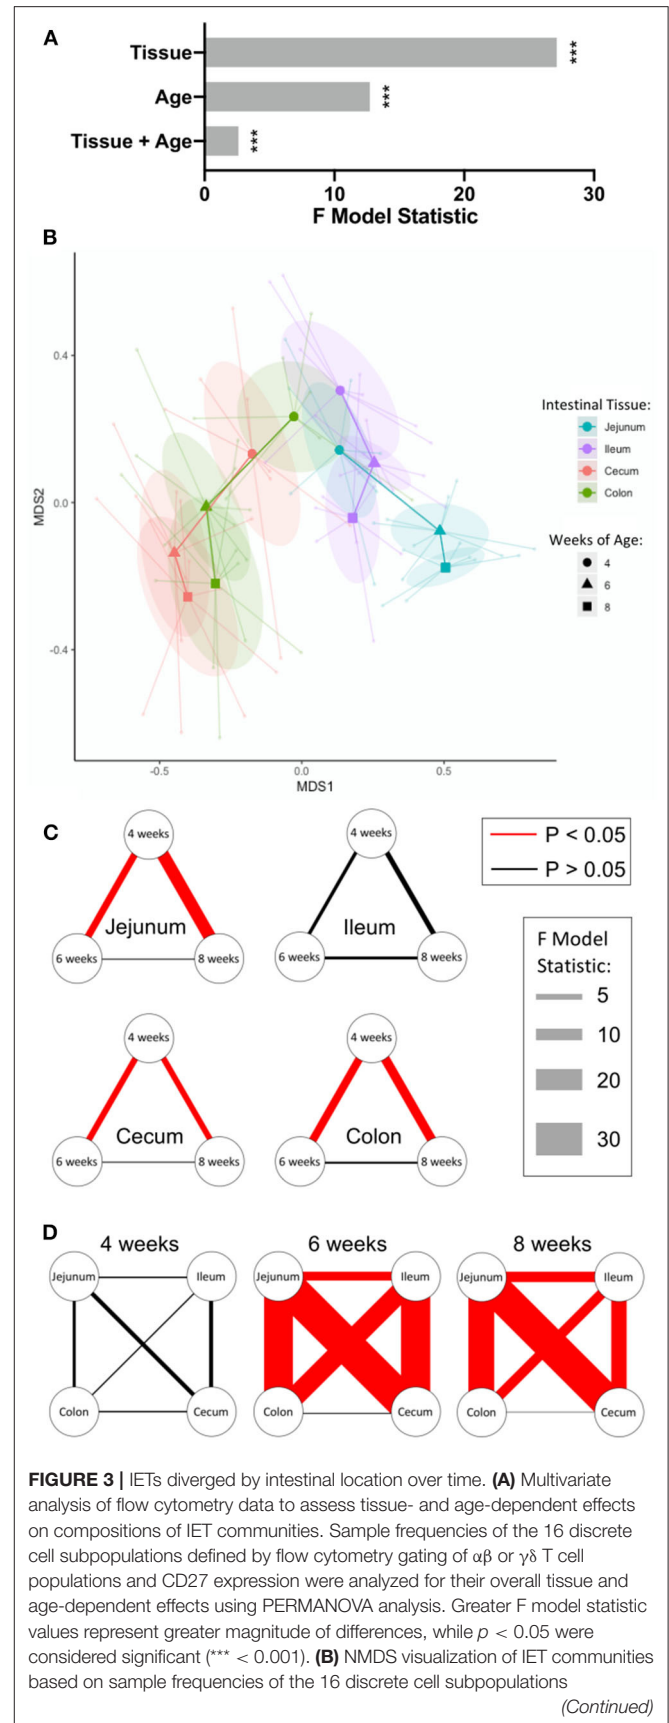 A
Tissue
***
Age
***
Tissue + Age
***
0
10
20
30
F Model Statistic
B
0.4
0.0
-0.4
MDS2
-0.5
0.0
0.5
MDS1
Intestinal Tissue:
Jejunum
Ileum
Cecum
Colon
Weeks of Age:
4
6
8
C
4 weeks
6 weeks
8 weeks
Jejunum
4 weeks
6 weeks
8 weeks
Ileum
P < 0.05
P > 0.05
4 weeks
6 weeks
8 weeks
Cecum
4 weeks
6 weeks
8 weeks
Colon
F Model
Statistic:
5
10
20
30
D
4 weeks
Jejunum
Ileum
Colon
Cecum
6 weeks
Jejunum
Ileum
Colon
Cecum
8 weeks
Jejunum
Ileum
Colon
Cecum
FIGURE 3 | IETs diverged by intestinal location over time. (A) Multivariate
analysis of flow cytometry data to assess tissue- and age-dependent effects
on compositions of IET communities. Sample frequencies of the 16 discrete
cell subpopulations defined by flow cytometry gating of αβ or γδ T cell
populations and CD27 expression were analyzed for their overall tissue and
age-dependent effects using PERMANOVA analysis. Greater F model statistic
values represent greater magnitude of differences, while p < 0.05 were
considered significant (*** < 0.001). (B) NMDS visualization of IET communities
based on sample frequencies of the 16 discrete cell subpopulations
(Continued)